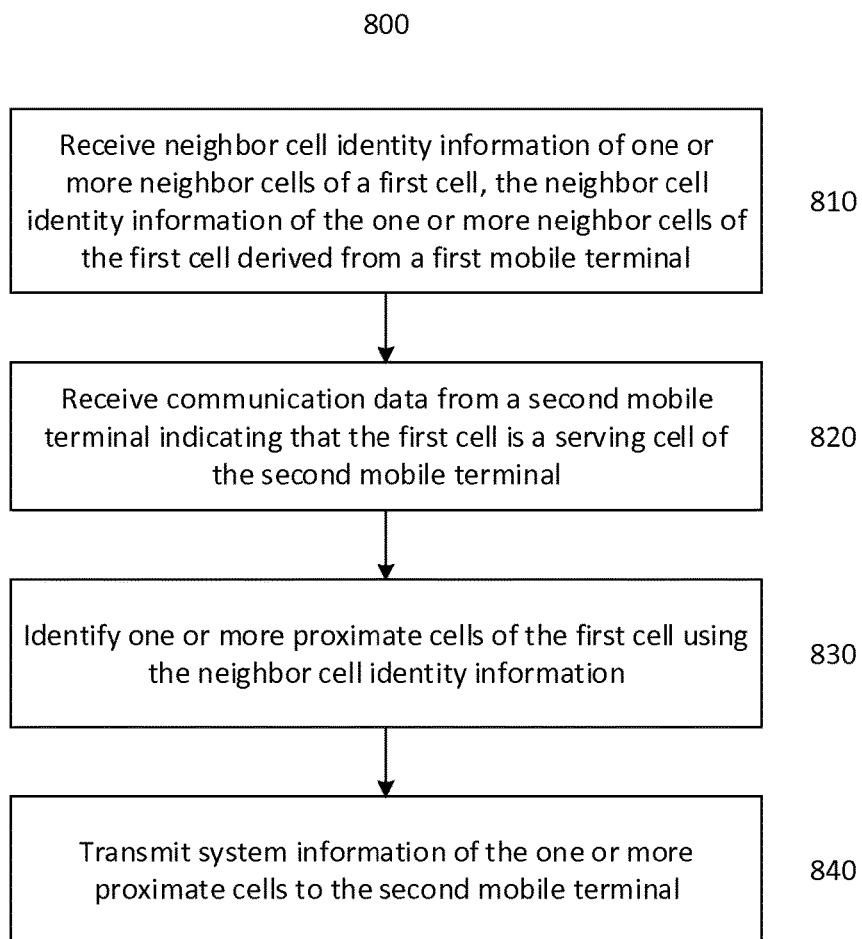 800
Receive neighbor cell identity information of one or
more neighbor cells of a first cell, the neighbor cell
identity information of the one or more neighbor cells of
the first cell derived from a first mobile terminal
810
Receive communication data from a second mobile
terminal indicating that the first cell is a serving cell of
the second mobile terminal
820
Identify one or more proximate cells of the first cell using
the neighbor cell identity information
830
Transmit system information of the one or more
proximate cells to the second mobile terminal
840